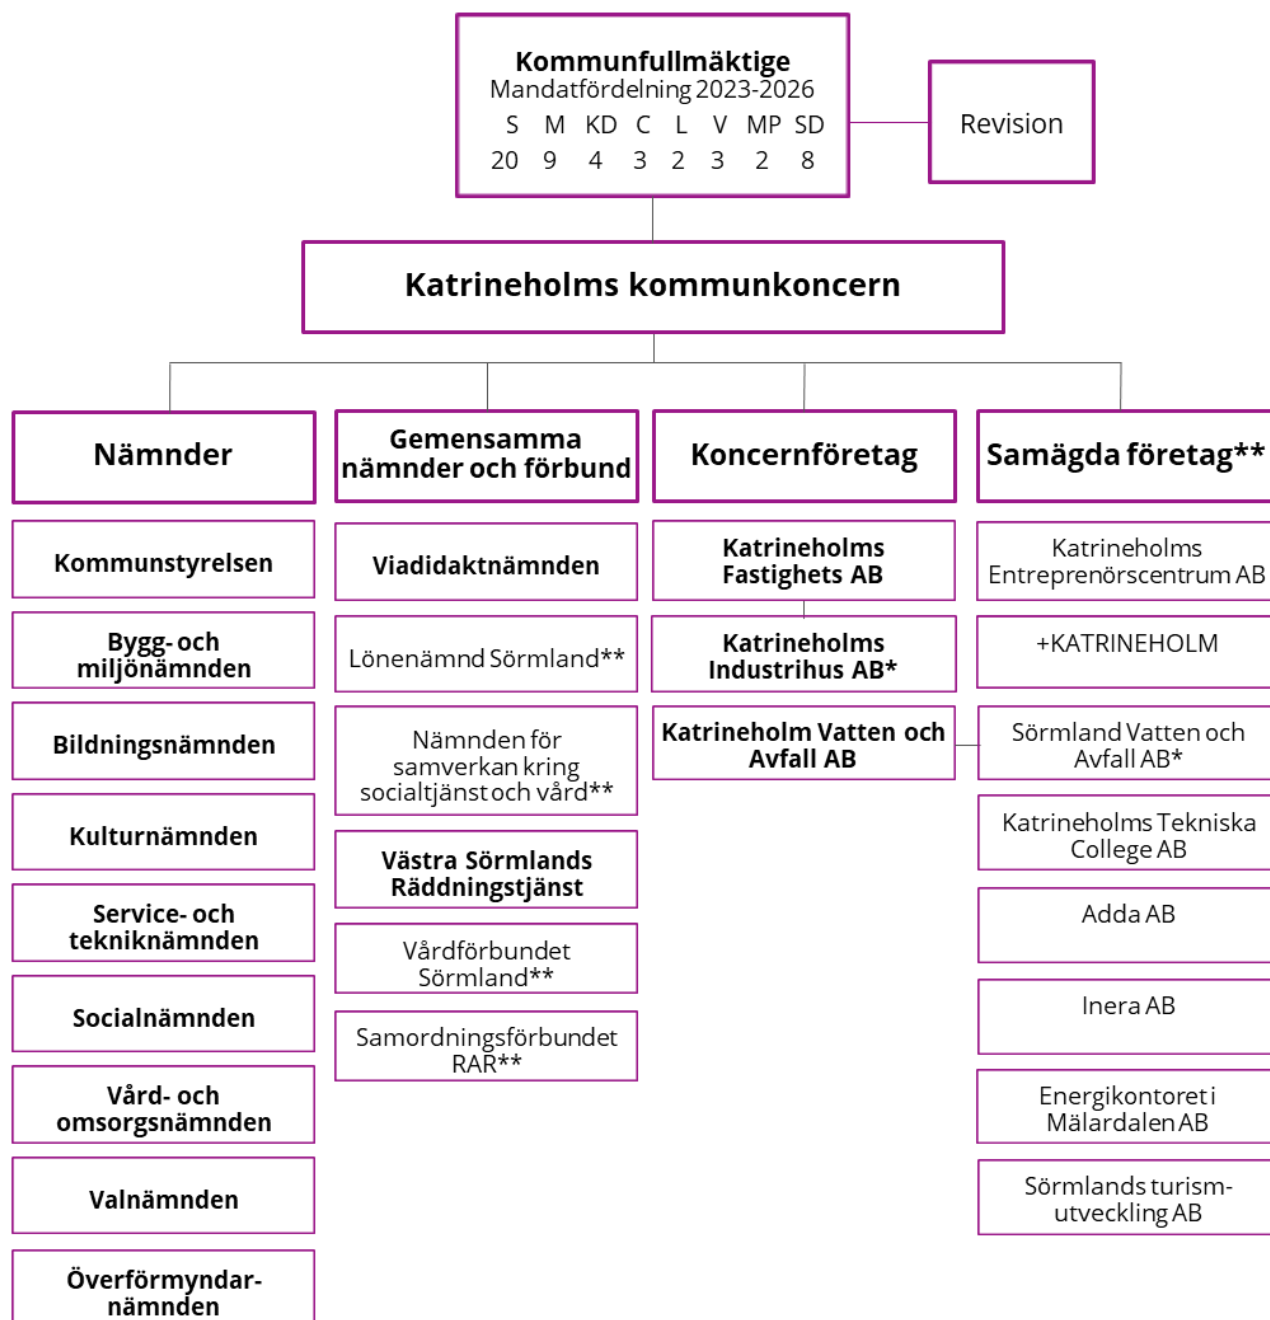 Kommunfullmäktige
Mandatfördelning 2023-2026
S M KD C L V MP SD
20 9 4 3 2 3 2 8
Revision
Katrineholms kommunkoncern
Nämnder
Kommunstyrelsen
Bygg- och
miljönämnden
Bildningsnämnden
Kulturnämnden
Service- och
tekniknämnden
Socialnämnden
Vård- och
omsorgsnämnden
Valnämnden
Överförmyndar-
nämnden
Gemensamma
nämnder och förbund
Viadidaktnämnden
Lönenämnd Sörmland**
Nämnden för
samverkan kring
socialtjänst och vård**
Västra Sörmlands
Räddningstjänst
Vårdförbundet
Sörmland**
Samordningsförbundet
RAR**
Koncernföretag
Katrineholms
Fastighets AB
Katrineholms
Industrihus AB*
Katrineholm Vatten och
Avfall AB
Samägda företag**
Katrineholms
Entreprenörscentrum AB
+KATRINEHOLM
Sörmland Vatten och
Avfall AB*
Katrineholms Tekniska
College AB
Adda AB
Inera AB
Energikontoret i
Mälardalen AB
Sörmlands turism-
utveckling AB